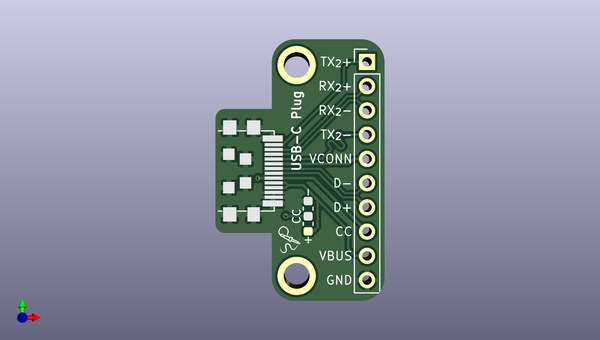 TX2+
RX2+
RX2-
TX2-
VCONN
D-
D+
CC
VBUS
GND
USB-C Plug
CC
-
+